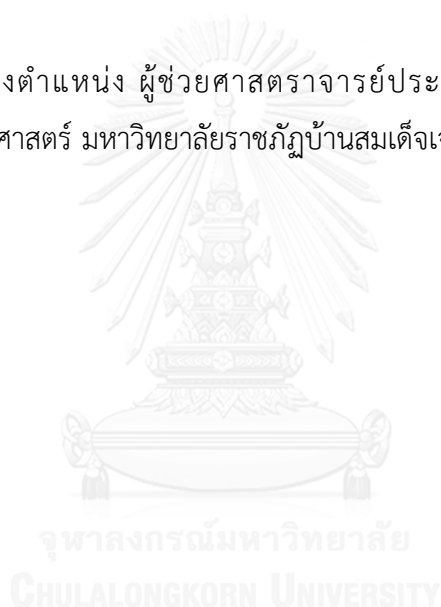 งตำแหน่ง ผู้ช่วยศาสตราจารย์ประ
ศาสตร์ มหาวิทยาลัยราชภัฏบ้านสมเด็จเจ
จุฬาลงกรณ์มหาวิทยาลัย
CHULALONGKORN UNIVERSITY